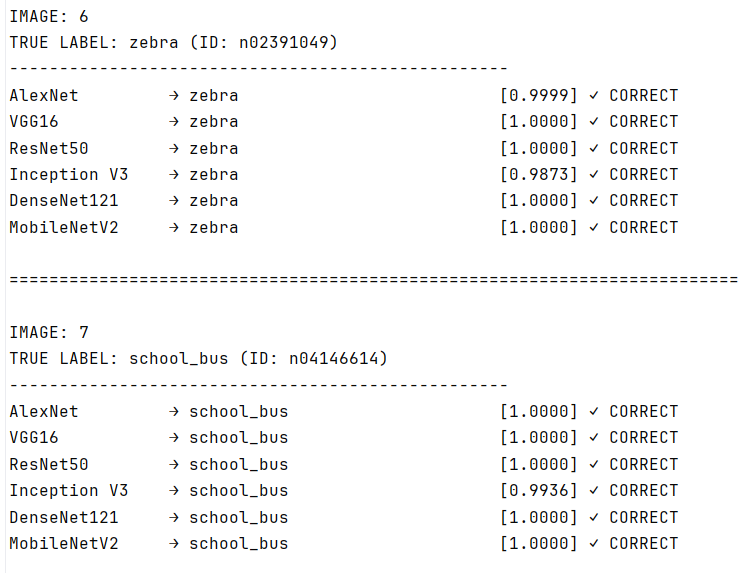 IMAGE: 6
TRUE LABEL: zebra (ID: n02391049)
--------------------------------------------------
AlexNet         → zebra                          [0.9999] ✓ CORRECT
VGG16           → zebra                          [1.0000] ✓ CORRECT
ResNet50        → zebra                          [1.0000] ✓ CORRECT
Inception V3    → zebra                          [0.9873] ✓ CORRECT
DenseNet121     → zebra                          [1.0000] ✓ CORRECT
MobileNetV2     → zebra                          [1.0000] ✓ CORRECT
=========================================================================
IMAGE: 7
TRUE LABEL: school_bus (ID: n04146614)
--------------------------------------------------
AlexNet         → school_bus                     [1.0000] ✓ CORRECT
VGG16           → school_bus                     [1.0000] ✓ CORRECT
ResNet50        → school_bus                     [1.0000] ✓ CORRECT
Inception V3    → school_bus                     [0.9936] ✓ CORRECT
DenseNet121     → school_bus                     [1.0000] ✓ CORRECT
MobileNetV2     → school_bus                     [1.0000] ✓ CORRECT